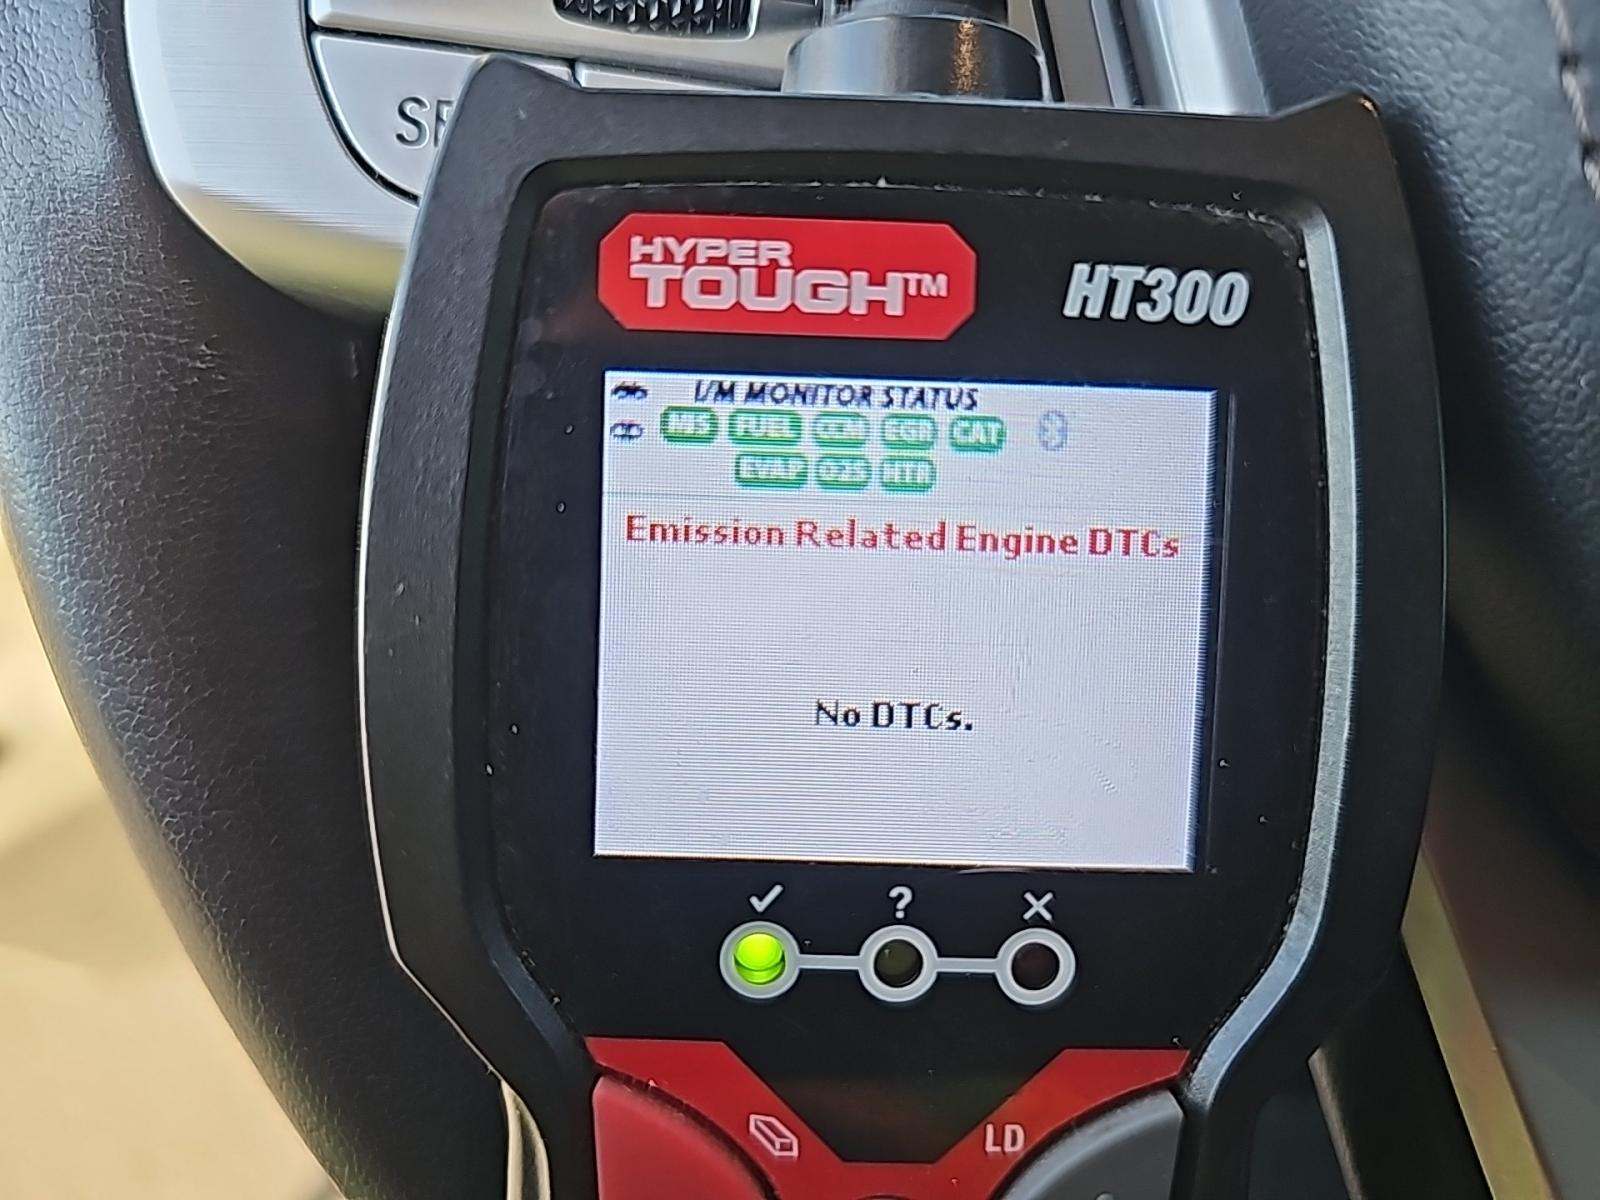 HYPER
TOUGH™
HT300
I/M MONITOR STATUS
MIS FUEL CCM EGR CAT
EVAP O2S HTR
Emission Related Engine DTCs
No DTCs.
✓ ? ✕
LD